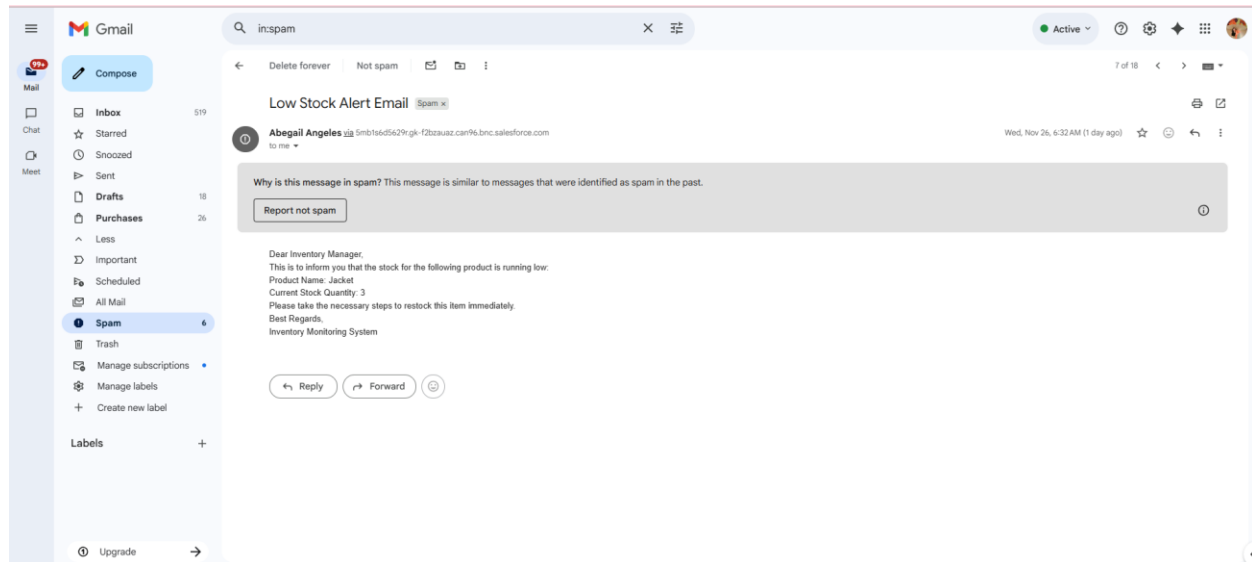 Gmail
in:spam
Active
99+
Mail
Chat
Meet
Compose
Inbox 519
Starred
Snoozed
Sent
Drafts 18
Purchases 26
Less
Important
Scheduled
All Mail
Spam 6
Trash
Manage subscriptions
Manage labels
Create new label
Labels
Upgrade
Delete forever Not spam
7 of 18
Low Stock Alert Email Spam x
Abegail Angeles via 5mb1s6d5629r.gk-f2bzauaz.can96.bnc.salesforce.com
Wed, Nov 26, 6:32 AM (1 day ago)
to me
Why is this message in spam? This message is similar to messages that were identified as spam in the past.
Report not spam
Dear Inventory Manager,
This is to inform you that the stock for the following product is running low:
Product Name: Jacket
Current Stock Quantity: 3
Please take the necessary steps to restock this item immediately.
Best Regards,
Inventory Monitoring System
Reply Forward